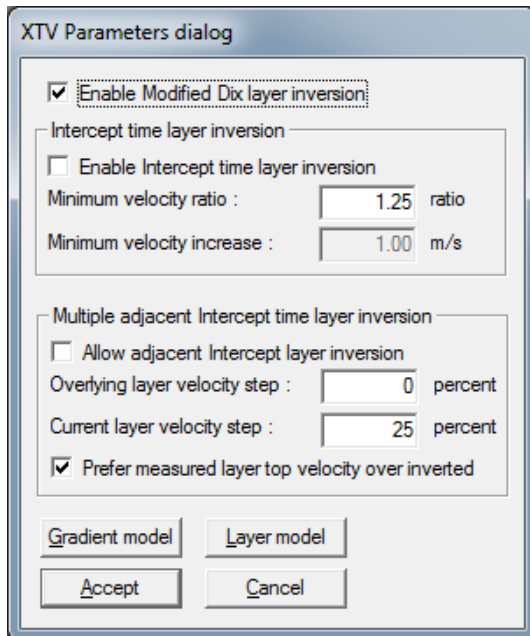 XTV Parameters dialog
Enable Modified Dix layer inversion
Intercept time layer inversion
Enable Intercept time layer inversion
Minimum velocity ratio : 1.25 ratio
Minimum velocity increase : 1.00 m/s
Multiple adjacent Intercept time layer inversion
Allow adjacent Intercept layer inversion
Overlying layer velocity step : 0 percent
Current layer velocity step : 25 percent
Prefer measured layer top velocity over inverted
Gradient model Layer model
Accept Cancel